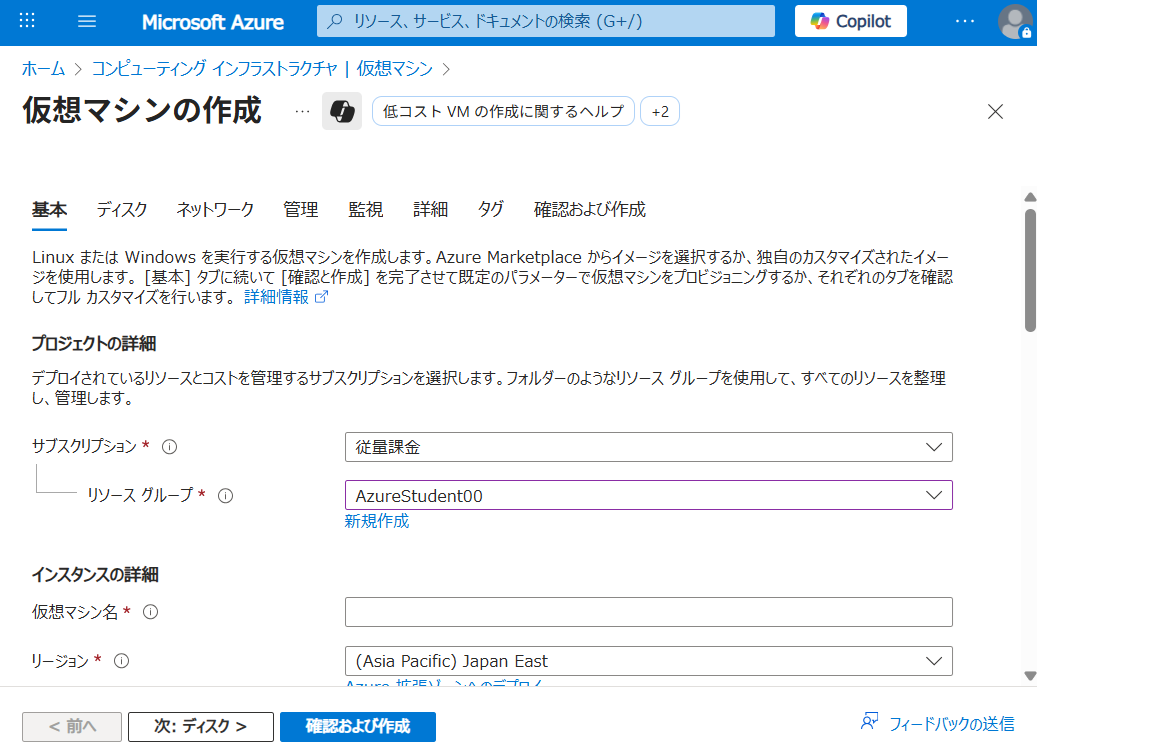 Microsoft Azure
リソース、サービス、ドキュメントの検索 (G+/)
Copilot
ホーム > コンピューティング インフラストラクチャ | 仮想マシン >
仮想マシンの作成
低コスト VM の作成に関するヘルプ
+2
基本 ディスク ネットワーク 管理 監視 詳細 タグ 確認および作成
Linux または Windows を実行する仮想マシンを作成します。Azure Marketplace からイメージを選択するか、独自のカスタマイズされたイメー
ジを使用します。[基本] タブに続いて [確認と作成] を完了させて既定のパラメーターで仮想マシンをプロビジョニングするか、それぞれのタブを確認
してフル カスタマイズを行います。 詳細情報
プロジェクトの詳細
デプロイされているリソースとコストを管理するサブスクリプションを選択します。フォルダーのようなリソース グループを使用して、すべてのリソースを整理
し、管理します。
サブスクリプション *
従量課金
リソース グループ *
AzureStudent00
新規作成
インスタンスの詳細
仮想マシン名 *
リージョン *
(Asia Pacific) Japan East
Azure 拡張ゾーンへのデプロイ
< 前へ
次: ディスク >
確認および作成
フィードバックの送信